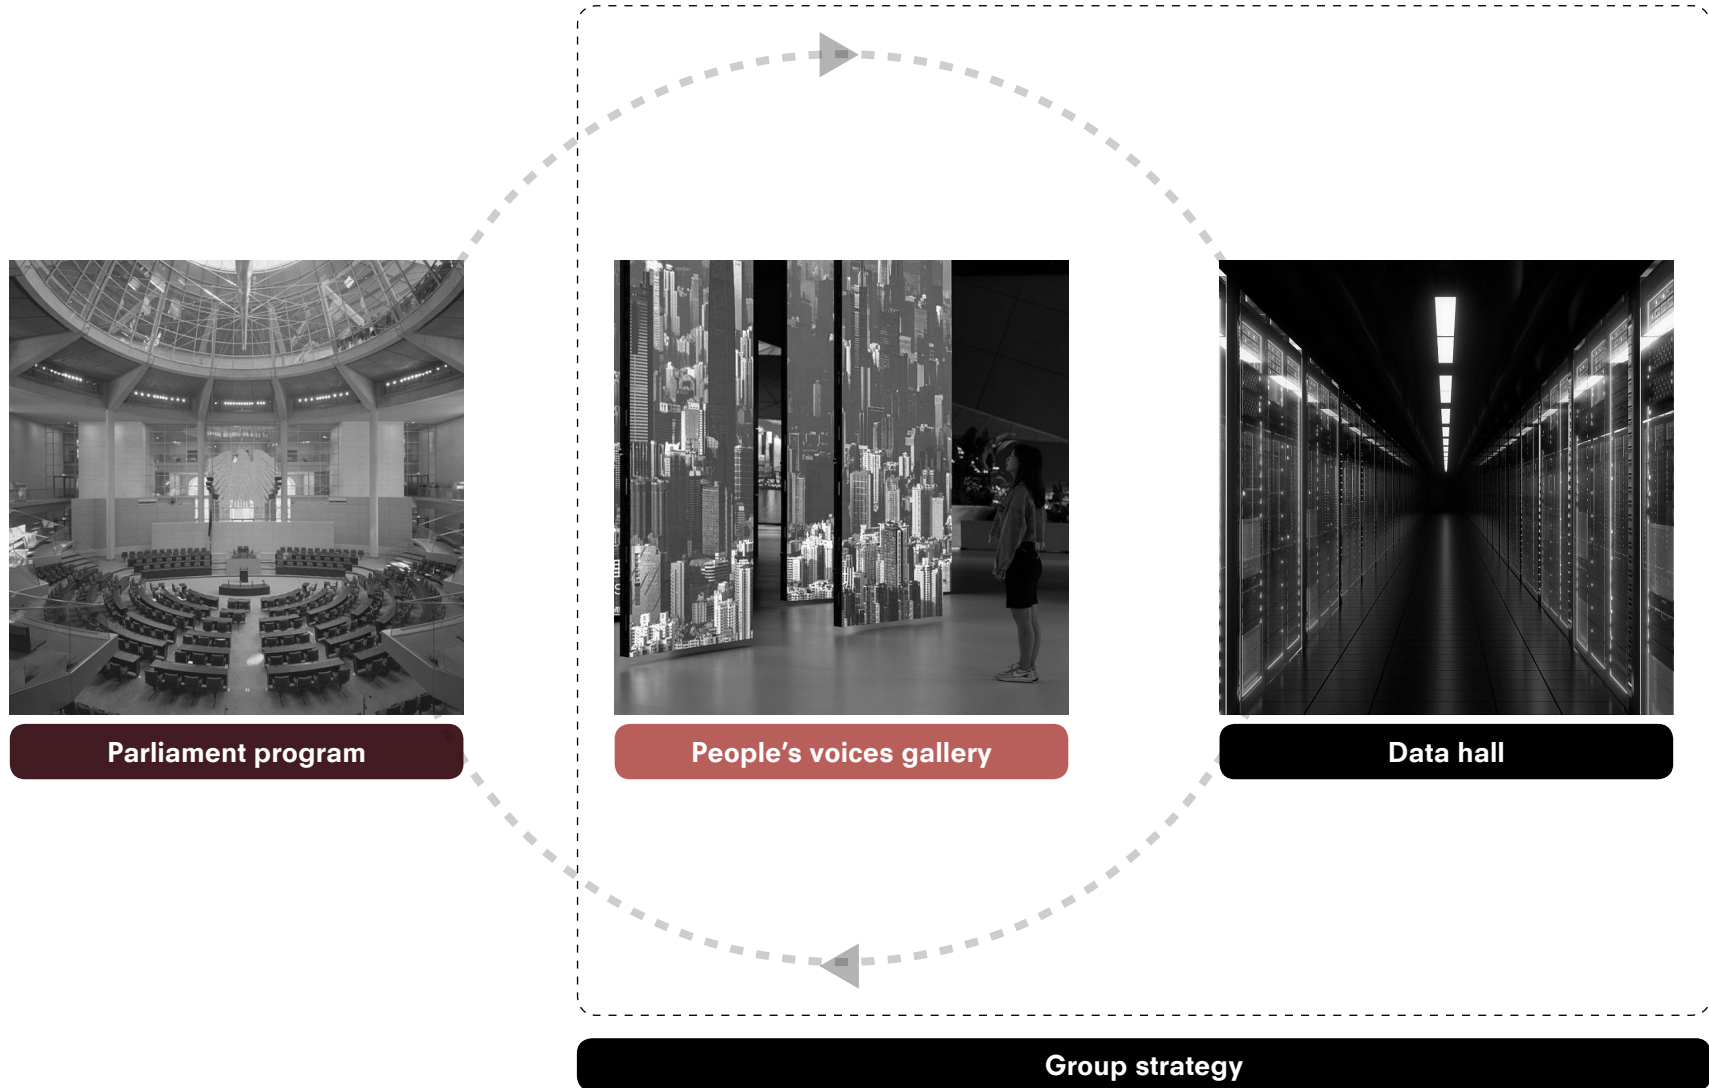 Parliament program
People’s voices gallery
Data hall
Group strategy